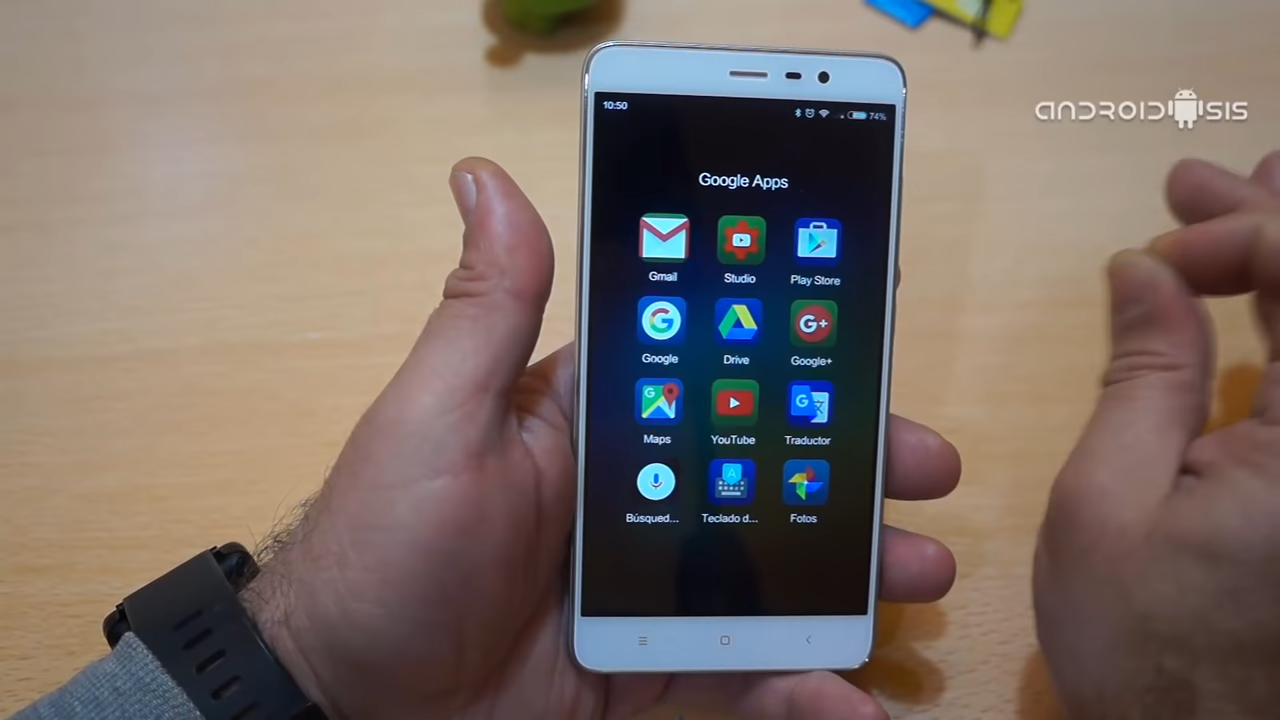 ANDROIDSIS
10:50
74%
Google Apps
Gmail
Studio
Play Store
Google
Drive
Google+
Maps
YouTube
Traductor
Búsqued...
Teclado d...
Fotos